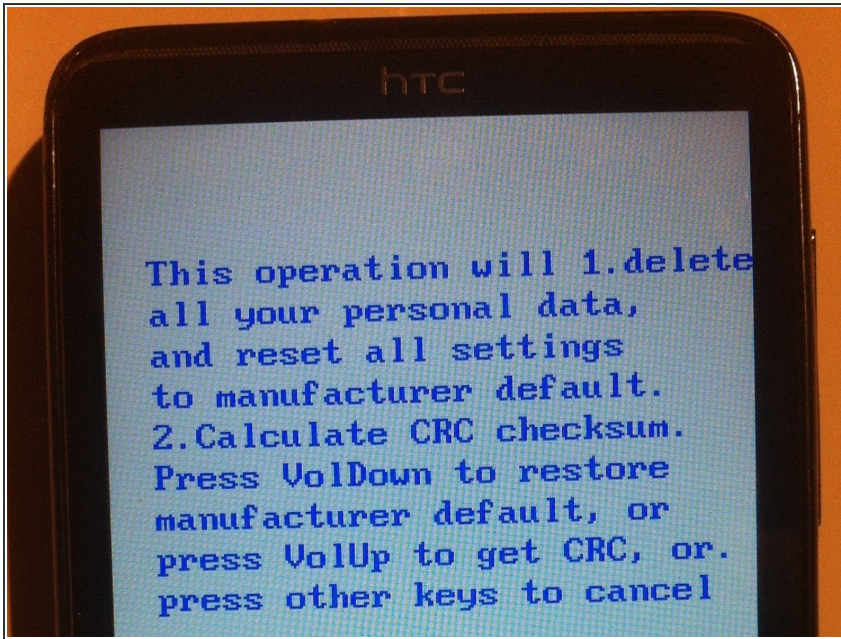 hTC
This operation will 1.delete
all your personal data,
and reset all settings
to manufacturer default.
2.Calculate CRC checksum.
Press VolDown to restore
manufacturer default, or
press VolUp to get CRC, or.
press other keys to cancel